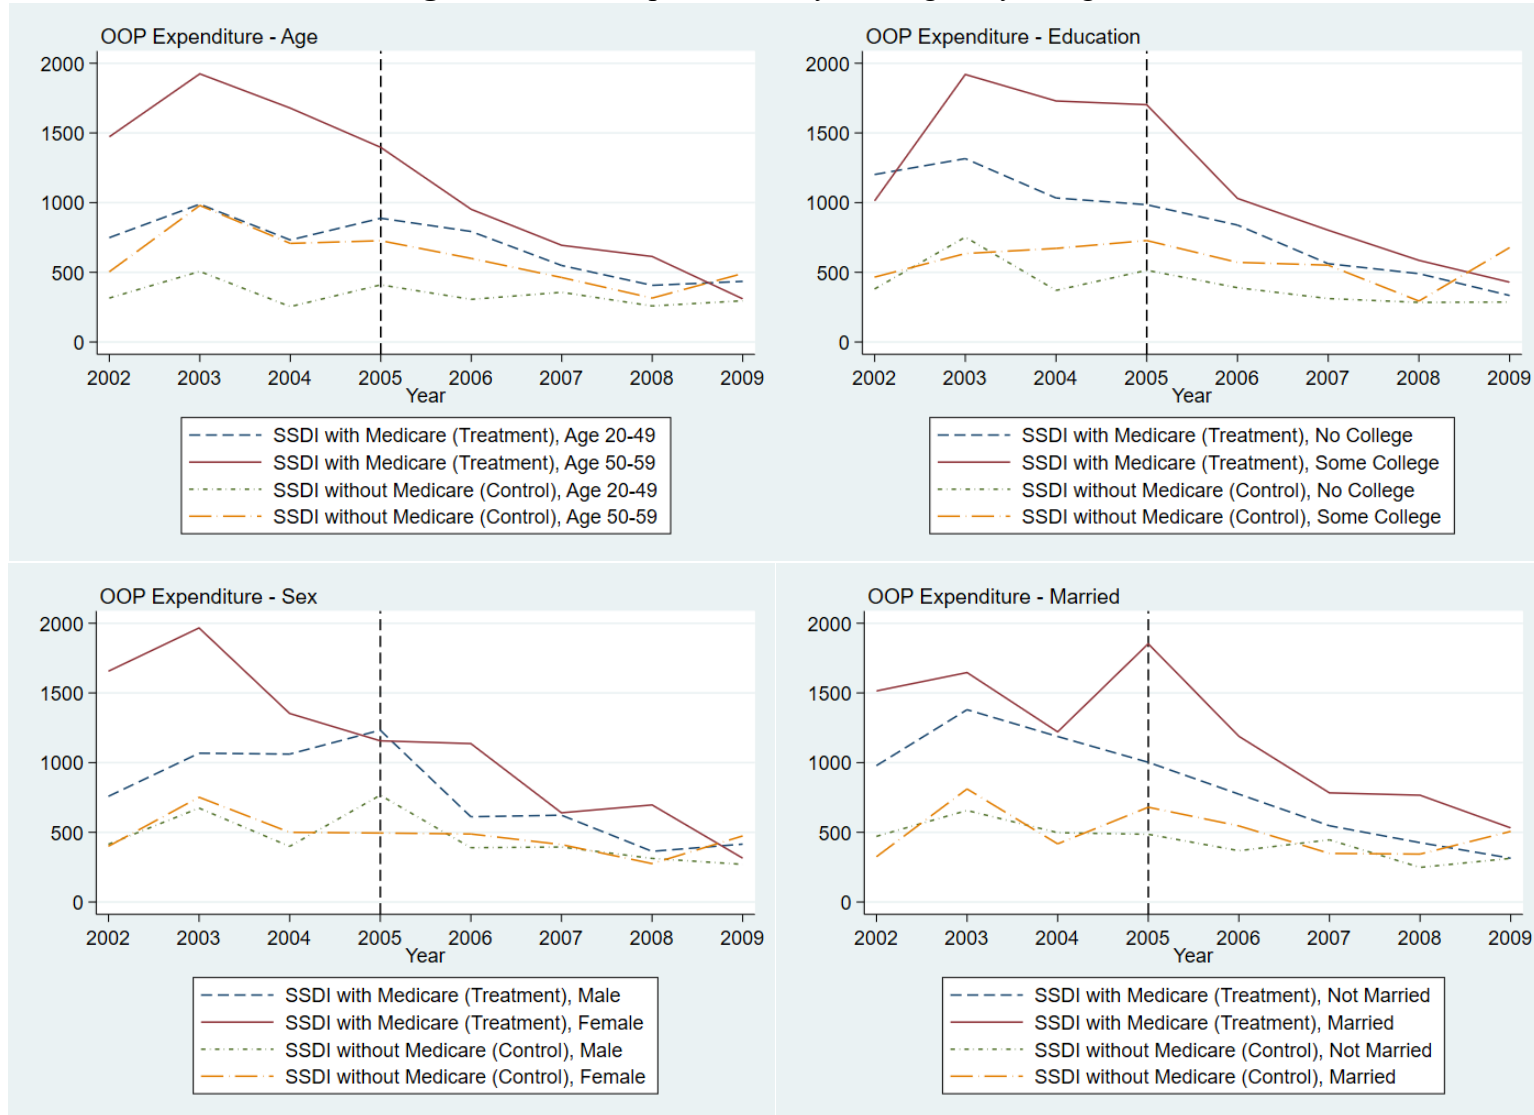 OOP Expenditure - Age
2000
1500
1000
500
0
2002 2003 2004 2005 2006 2007 2008 2009
Year
SSDI with Medicare (Treatment), Age 20-49
SSDI with Medicare (Treatment), Age 50-59
SSDI without Medicare (Control), Age 20-49
SSDI without Medicare (Control), Age 50-59
OOP Expenditure - Education
2000
1500
1000
500
0
2002 2003 2004 2005 2006 2007 2008 2009
Year
SSDI with Medicare (Treatment), No College
SSDI with Medicare (Treatment), Some College
SSDI without Medicare (Control), No College
SSDI without Medicare (Control), Some College
OOP Expenditure - Sex
2000
1500
1000
500
0
2002 2003 2004 2005 2006 2007 2008 2009
Year
SSDI with Medicare (Treatment), Male
SSDI with Medicare (Treatment), Female
SSDI without Medicare (Control), Male
SSDI without Medicare (Control), Female
OOP Expenditure - Married
2000
1500
1000
500
0
2002 2003 2004 2005 2006 2007 2008 2009
Year
SSDI with Medicare (Treatment), Not Married
SSDI with Medicare (Treatment), Married
SSDI without Medicare (Control), Not Married
SSDI without Medicare (Control), Married